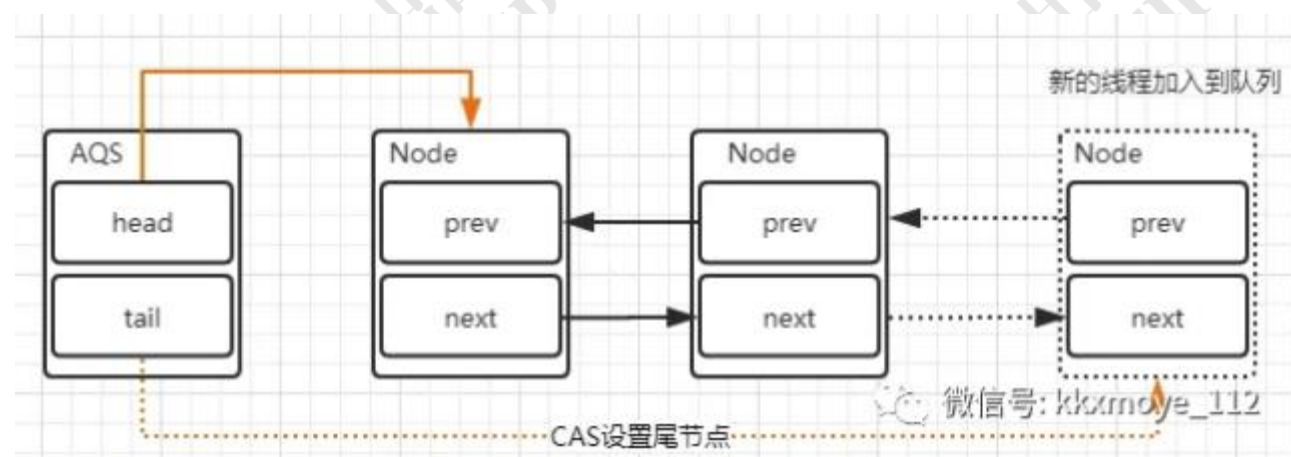 新的线程加入到队列
AQS
Node
Node
Node
head
prev
prev
prev
tail
next
next
next
微信号: kkxmoye_112
CAS设置尾节点